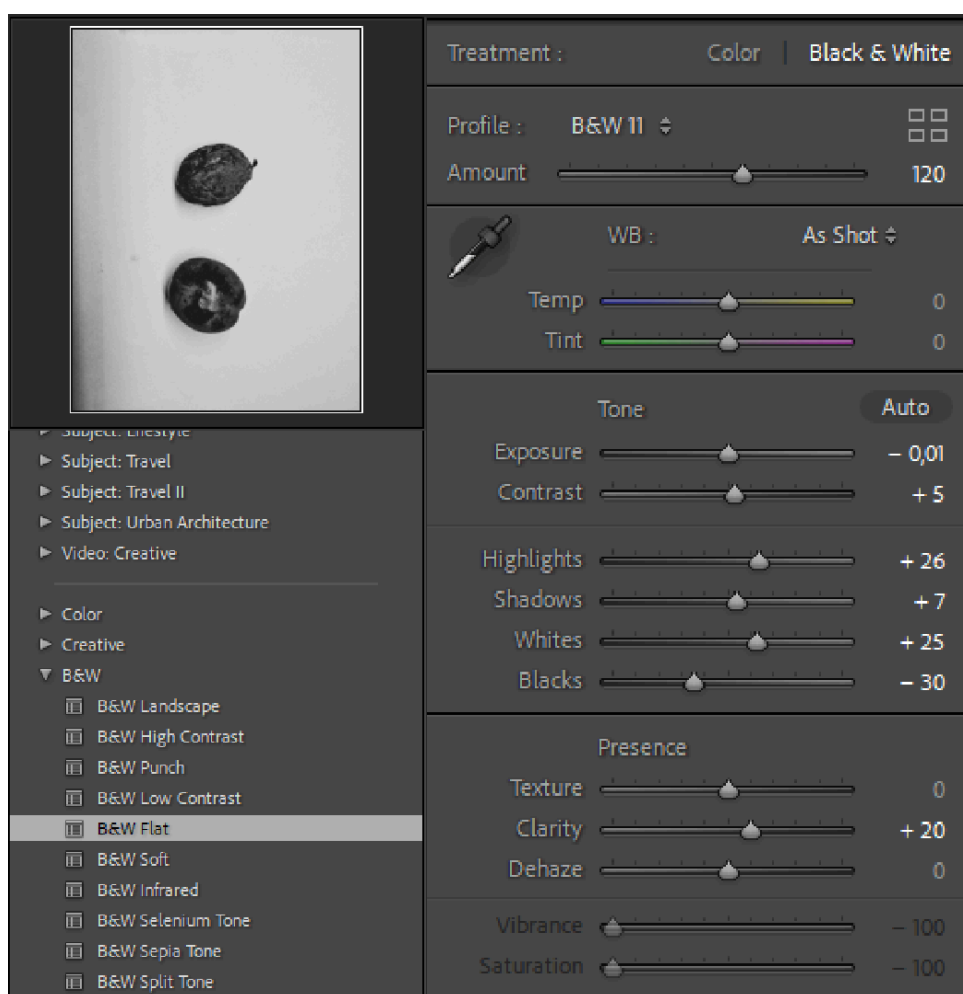 Subject: Lifestyle
Subject: Travel
Subject: Travel II
Subject: Urban Architecture
Video: Creative
Color
Creative
B&W
B&W Landscape
B&W High Contrast
B&W Punch
B&W Low Contrast
B&W Flat
B&W Soft
B&W Infrared
B&W Selenium Tone
B&W Sepia Tone
B&W Split Tone
Treatment : Color | Black & White
Profile : B&W 11
Amount 120
WB : As Shot
Temp 0
Tint 0
Tone Auto
Exposure – 0,01
Contrast + 5
Highlights + 26
Shadows + 7
Whites + 25
Blacks – 30
Presence
Texture 0
Clarity + 20
Dehaze 0
Vibrance – 100
Saturation – 100